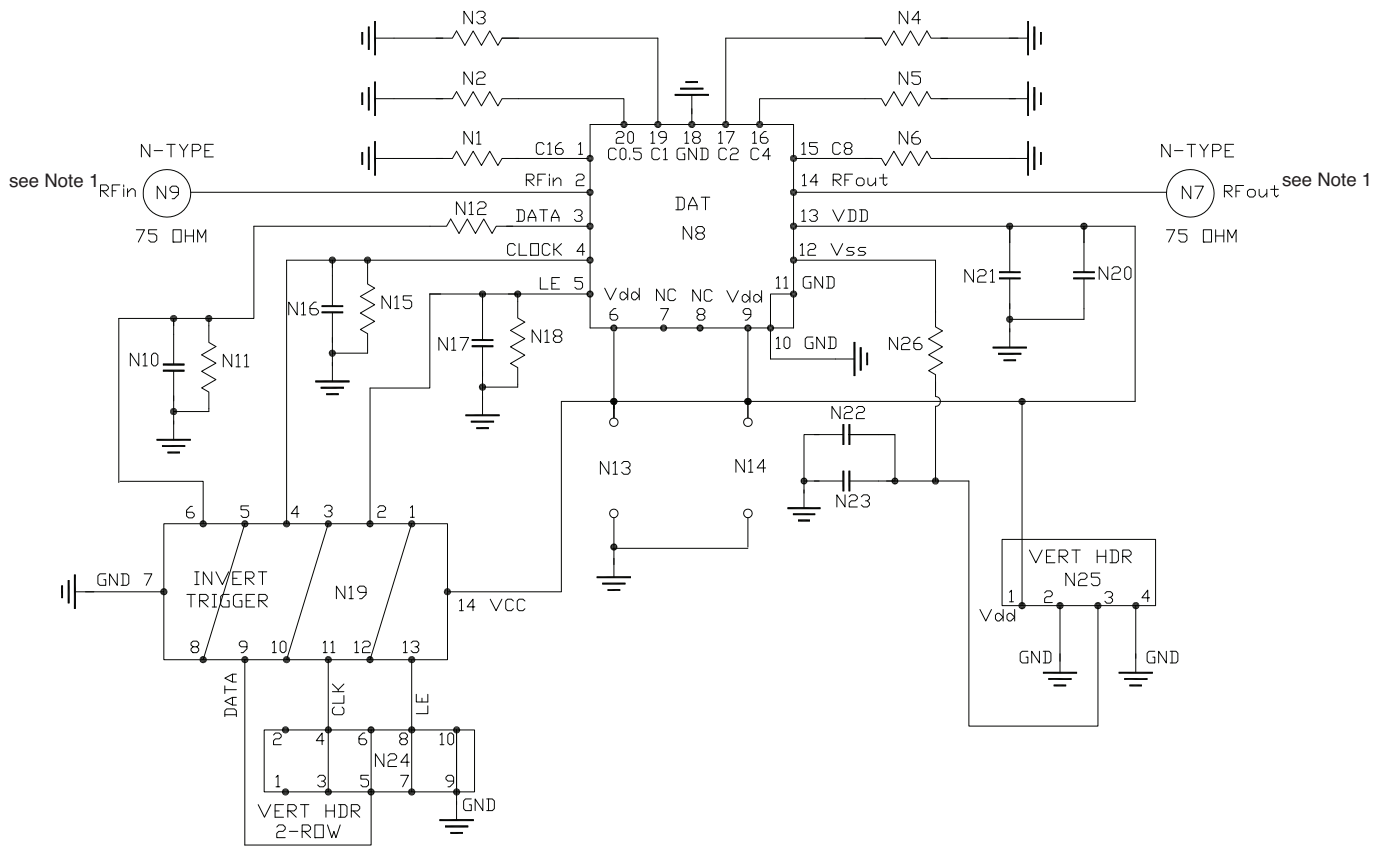 N3
N4
N2
N5
N1
C16 1
20 19 18 17 16
C0.5 C1 GND C2 C4
15 C8
N6
N-TYPE
N-TYPE
see Note 1 RFin N9
RFin 2
14 RFout
N7 RFout see Note 1
75 OHM
75 OHM
DAT
N8
N12
DATA 3
13 VDD
CLOCK 4
12 Vss
LE 5
11 GND
Vdd NC NC Vdd
6 7 8 9
10 GND
N16 N15
N21 N20
N10 N11
N17 N18
N26
N22
N13 N14
N23
6 5 4 3 2 1
GND 7
INVERT
TRIGGER
N19
14 VCC
8 9 10 11 12 13
VERT HDR
N25
1 2 3 4
Vdd
GND GND
DATA
CLK
LE
2 4 6 8 10
N24
1 3 5 7 9
VERT HDR
2-ROW
GND